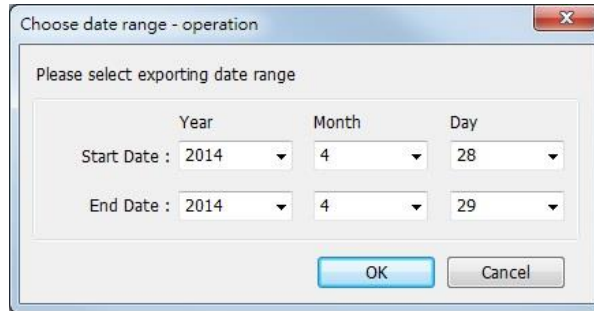 Choose date range - operation
Please select exporting date range
Year Month Day
Start Date : 2014 4 28
End Date : 2014 4 29
OK Cancel